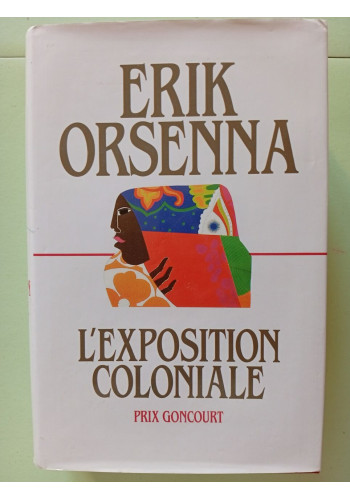 ERIK
ORSENNA
L'EXPOSITION
COLONIALE
PRIX GONCOURT